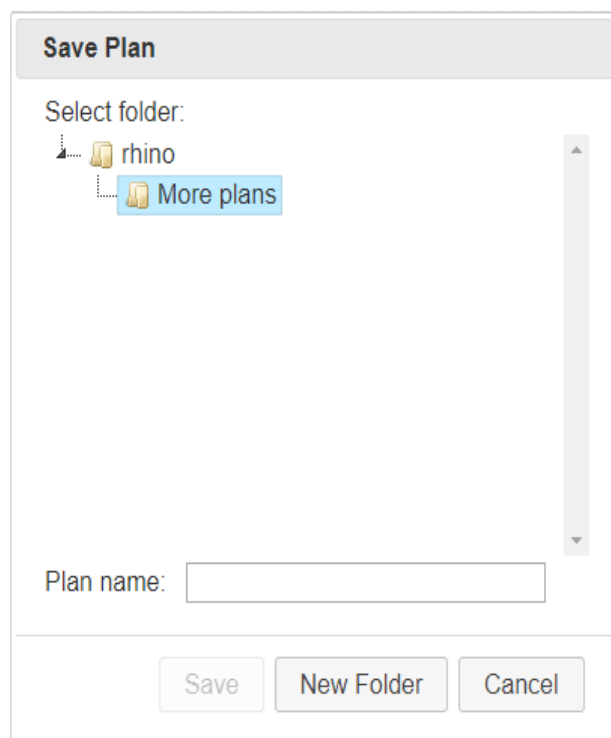 Save Plan
Select folder:
rhino
More plans
Plan name:
Save New Folder Cancel